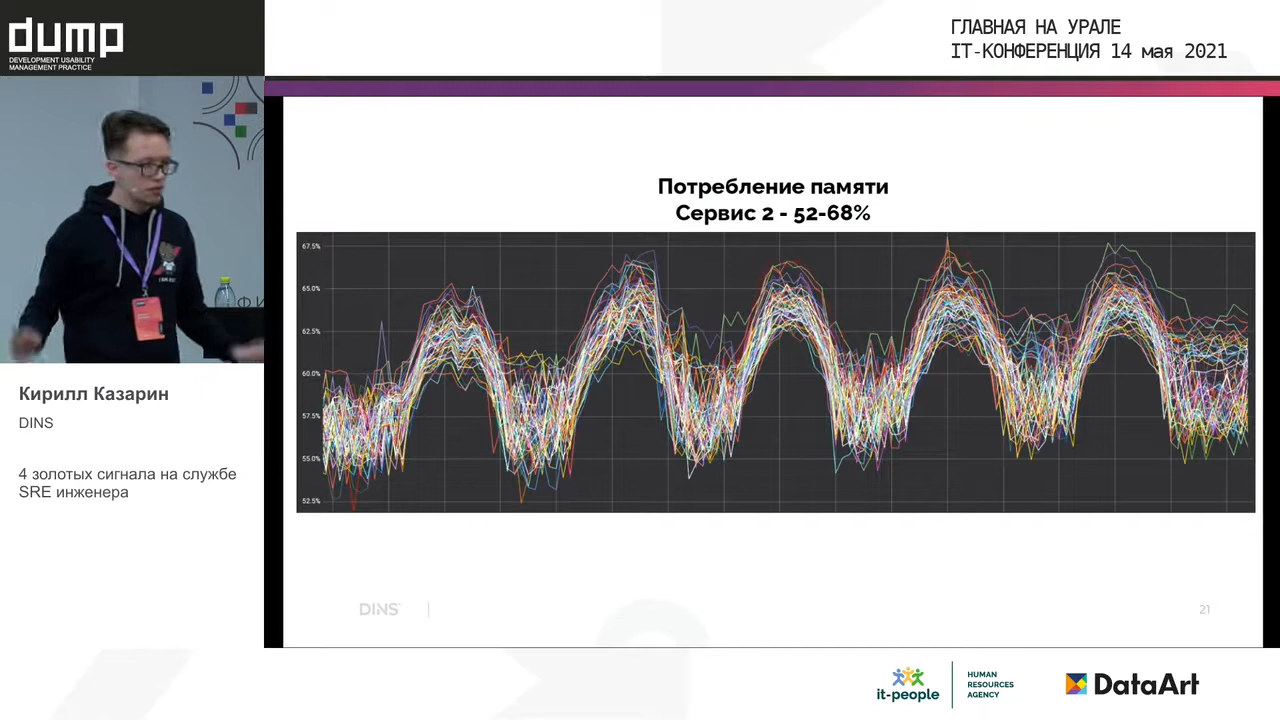 dump
DEVELOPMENT USABILITY
MANAGEMENT PRACTICE
ГЛАВНАЯ НА УРАЛЕ
IT-КОНФЕРЕНЦИЯ 14 мая 2021
Потребление памяти
Сервис 2 - 52-68%
67.5%
65.0%
62.5%
60.0%
57.5%
55.0%
52.5%
Кирилл Казарин
DINS
4 золотых сигнала на службе
SRE инженера
DINS
21
it-people
HUMAN
RESOURCES
AGENCY
DataArt